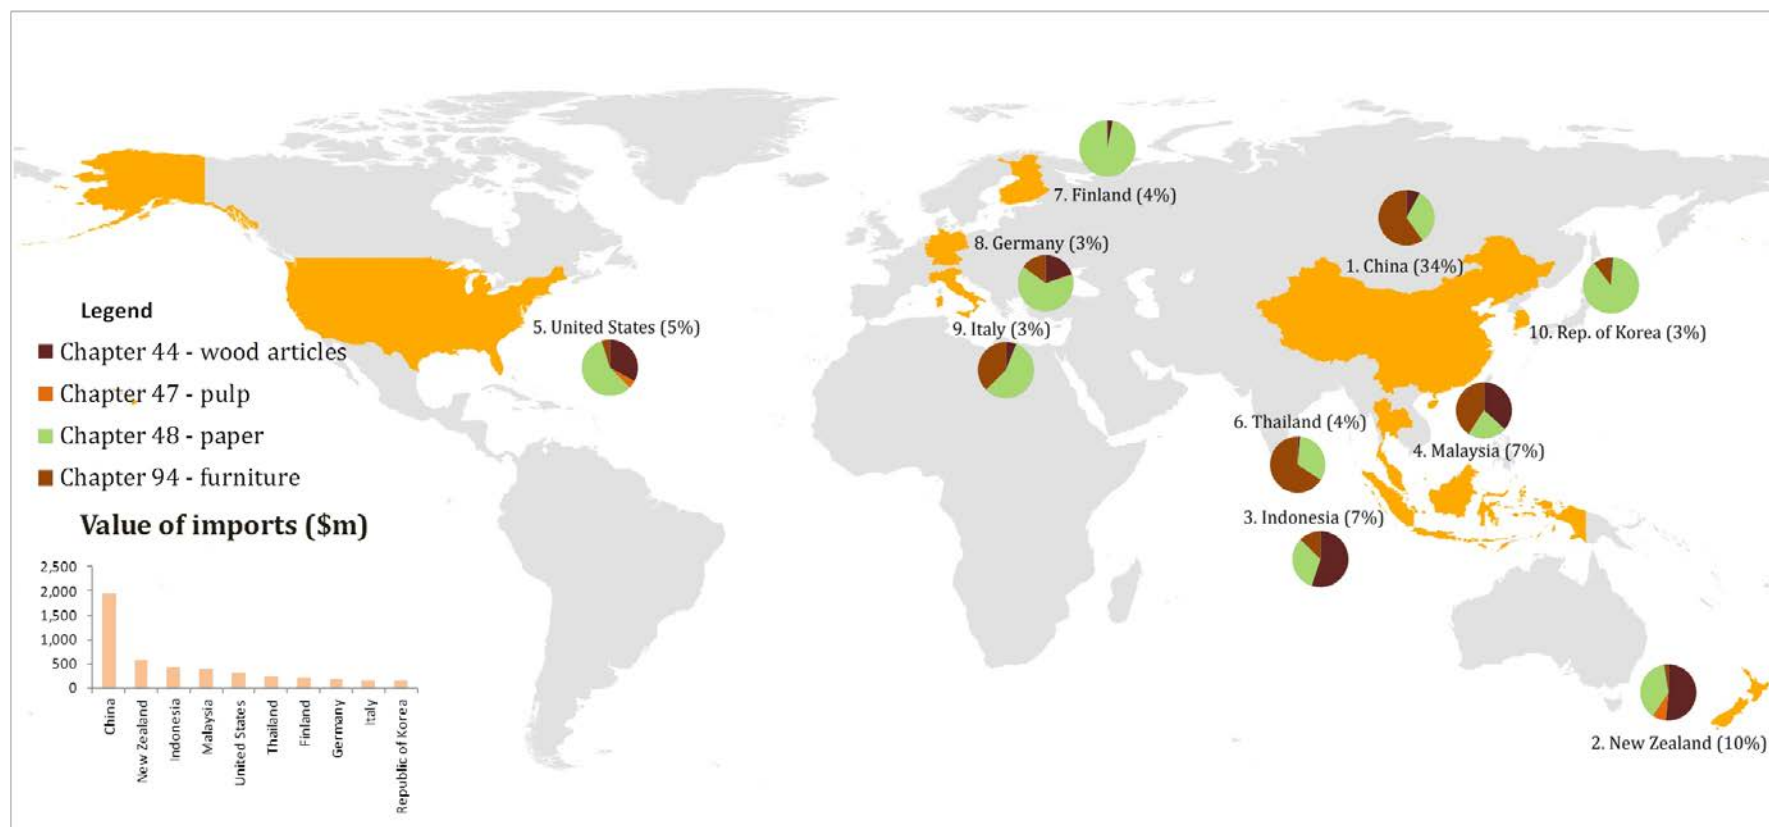 7. Finland (4%)
8. Germany (3%)
1. China (34%)
Legend
5. United States (5%)
9. Italy (3%)
10. Rep. of Korea (3%)
Chapter 44 - wood articles
Chapter 47 - pulp
6. Thailand (4%)
Chapter 48 - paper
4. Malaysia (7%)
Chapter 94 - furniture
3. Indonesia (7%)
Value of imports ($m)
2,500
2,000
1,500
1,000
500
0
China
New Zealand
Indonesia
Malaysia
United States
Thailand
Finland
Germany
Italy
Republic of Korea
2. New Zealand (10%)